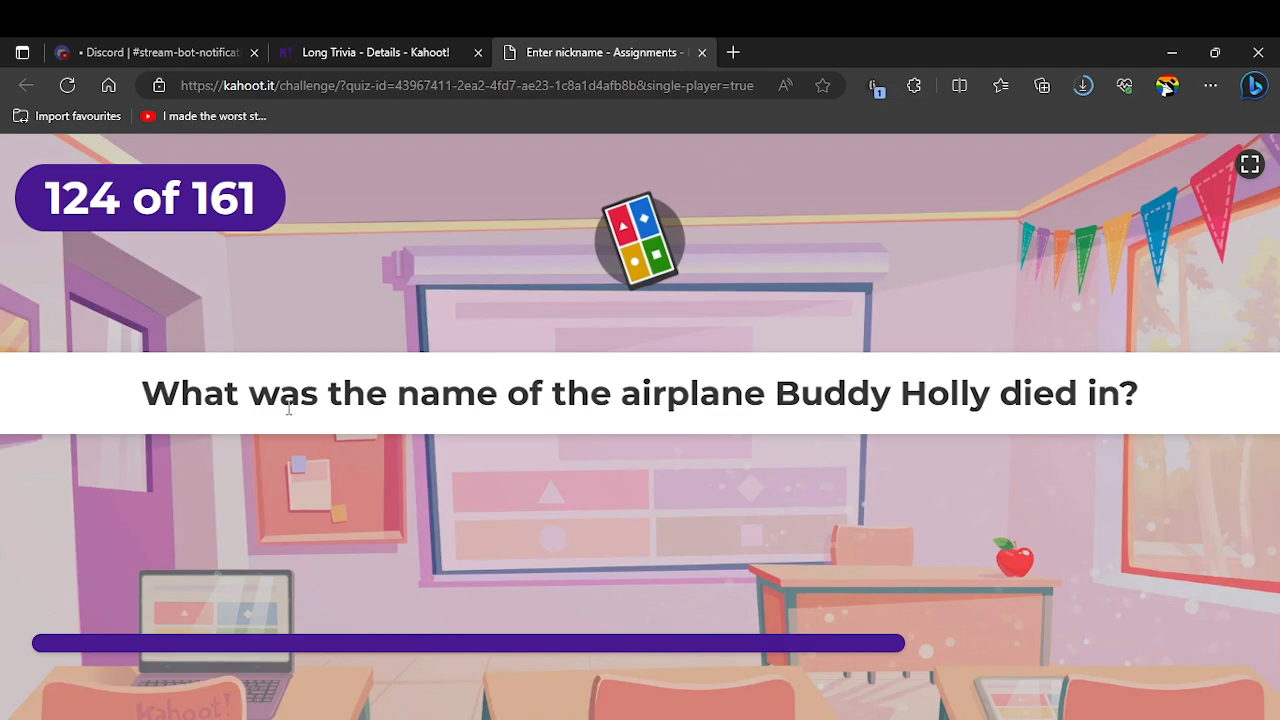 Discord | #stream-bot-notificat
Long Trivia - Details - Kahoot!
Enter nickname - Assignments -
https://kahoot.it/challenge/?quiz-id=43967411-2aa2-4fd7-ae23-1c8a1d4afb8b&single-player=true
1
Import favourites
I made the worst st...
124 of 161
What was the name of the airplane Buddy Holly died in?
Kahoot!